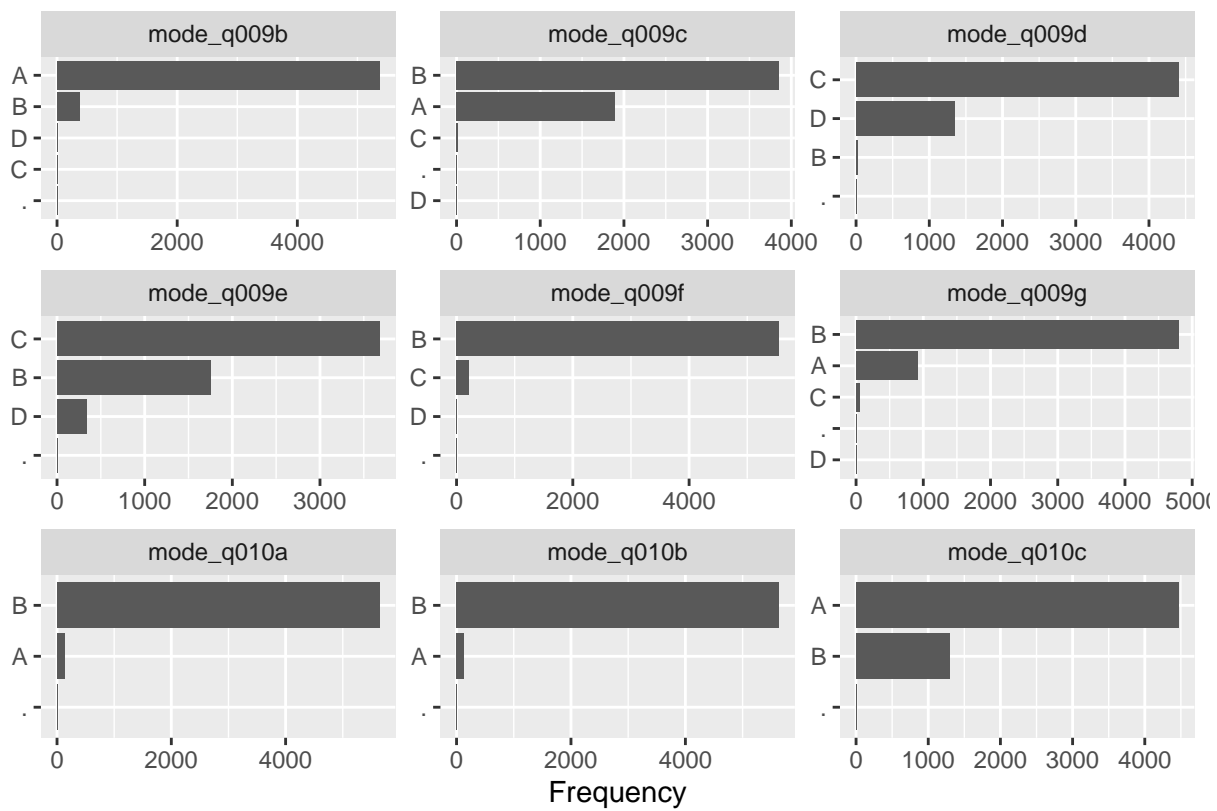 mode_q009b mode_q009c mode_q009d
A
B
D
C
.
0 2000 4000
B
A
C
.
D
0 1000 2000 3000 4000
C
D
B
.
0 1000 2000 3000 4000
mode_q009e mode_q009f mode_q009g
C
B
D
.
0 1000 2000 3000
B
C
D
.
0 2000 4000
B
A
C
.
D
0 1000 2000 3000 4000 5000
mode_q010a mode_q010b mode_q010c
B
A
.
0 2000 4000
B
A
.
0 2000 4000
A
B
.
0 1000 2000 3000 4000
Frequency